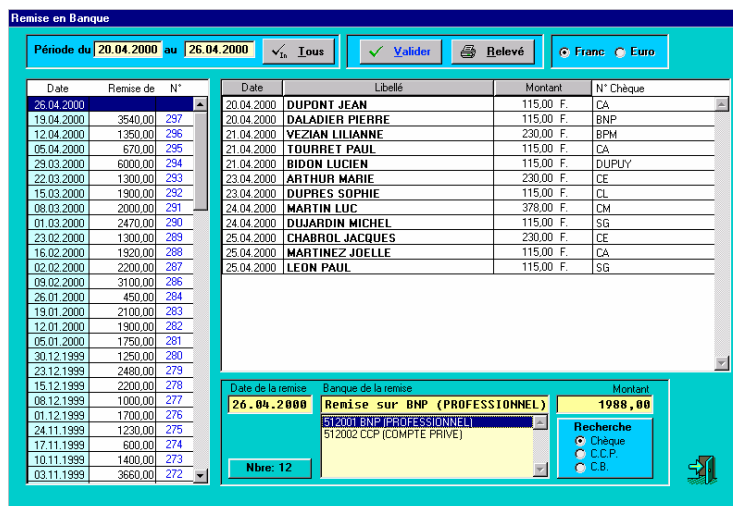 Remise en Banque
Période du 20.04.2000 au 26.04.2000 In Tous Valider Relevé Franc Euro
Date Remise de N°
26.04.2000
19.04.2000 3540,00 297
12.04.2000 1350,00 296
05.04.2000 670,00 295
29.03.2000 6000,00 294
22.03.2000 1300,00 293
15.03.2000 1900,00 292
08.03.2000 2000,00 291
01.03.2000 2470,00 290
23.02.2000 1300,00 289
16.02.2000 1920,00 288
02.02.2000 2200,00 287
09.02.2000 3100,00 286
26.01.2000 450,00 284
19.01.2000 2100,00 283
12.01.2000 1900,00 282
05.01.2000 1750,00 281
30.12.1999 1250,00 280
23.12.1999 2480,00 279
15.12.1999 2200,00 278
08.12.1999 1000,00 277
01.12.1999 1700,00 276
24.11.1999 1230,00 275
17.11.1999 600,00 274
10.11.1999 1400,00 273
03.11.1999 3660,00 272
Date Libellé Montant N° Chèque
20.04.2000 DUPONT JEAN 115,00 F. CA
20.04.2000 DALADIER PIERRE 115,00 F. BNP
21.04.2000 VEZIAN LILIANNE 230,00 F. BPM
21.04.2000 TOURRET PAUL 115,00 F. CA
21.04.2000 BIDON LUCIEN 115,00 F. DUPUY
23.04.2000 ARTHUR MARIE 230,00 F. CE
23.04.2000 DUPRES SOPHIE 115,00 F. CL
24.04.2000 MARTIN LUC 378,00 F. CM
24.04.2000 DUJARDIN MICHEL 115,00 F. SG
25.04.2000 CHABROL JACQUES 230,00 F. CE
25.04.2000 MARTINEZ JOELLE 115,00 F. CA
25.04.2000 LEON PAUL 115,00 F. SG
Date de la remise Banque de la remise Montant
26.04.2000 Remise sur BNP (PROFESSIONNEL) 1988,00
512001 BNP (PROFESSIONNEL)
512002 CCP (COMPTE PRIVE)
Nbre: 12
Recherche
Chèque
C.C.P.
C.B.